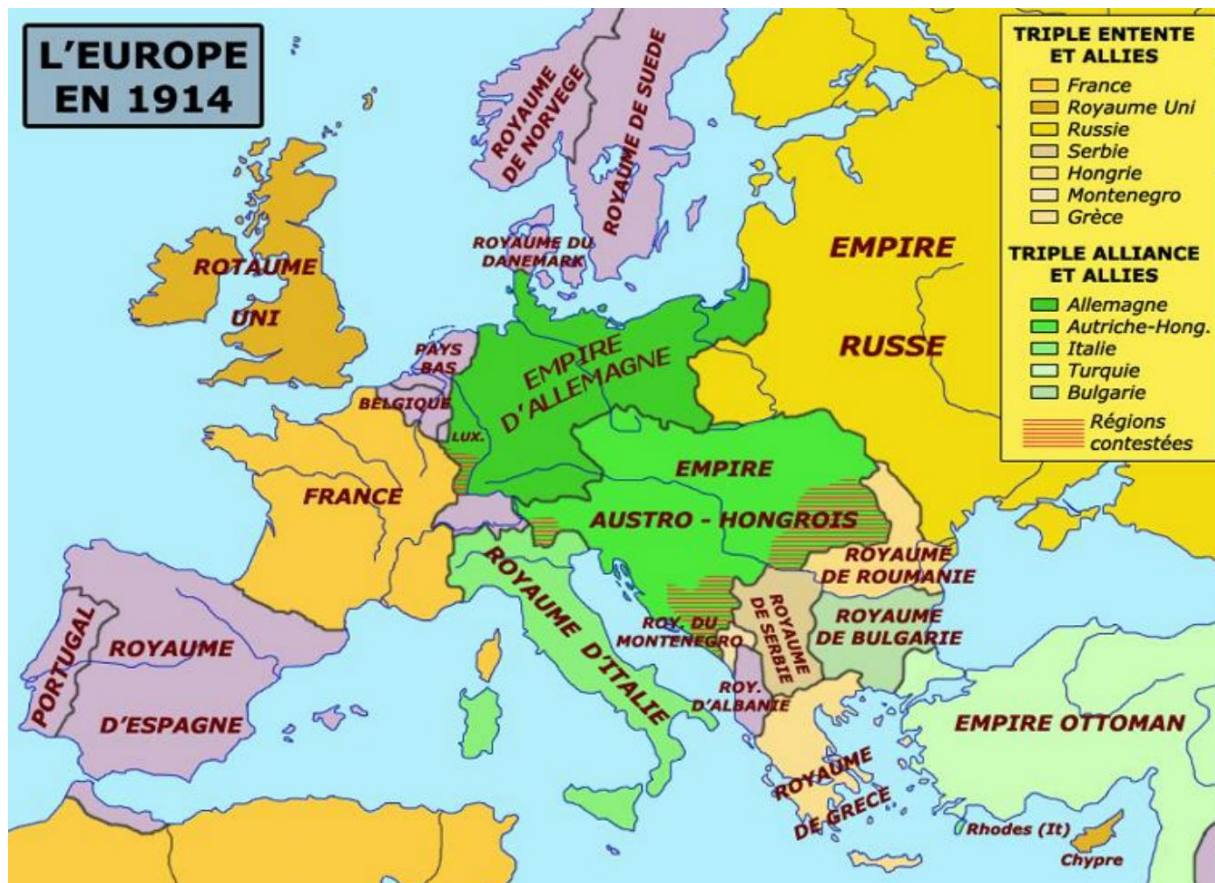 L'EUROPE
EN 1914
TRIPLE ENTENTE
ET ALLIES
France
Royaume Uni
Russie
Serbie
Hongrie
Montenegro
Grèce
TRIPLE ALLIANCE
ET ALLIES
Allemagne
Autriche-Hong.
Italie
Turquie
Bulgarie
Régions
contestées
ROYAUME
DE NORVEGE
ROYAUME DE SUEDE
ROYAUME DU
DANEMARK
EMPIRE
RUSSE
ROTAUME
UNI
PAYS
BAS
BELGIQUE
LUX.
EMPIRE
D'ALLEMAGNE
FRANCE
EMPIRE
AUSTRO - HONGROIS
ROYAUME
DE ROUMANIE
ROYAUME
DE BULGARIE
ROYAUME
DE SERBIE
ROY. DU
MONTENEGRO
ROY.
D'ALBANIE
ROYAUME D'ITALIE
PORTUGAL
ROYAUME
D'ESPAGNE
EMPIRE OTTOMAN
ROYAUME
DE GRECE
Rhodes (It)
Chypre